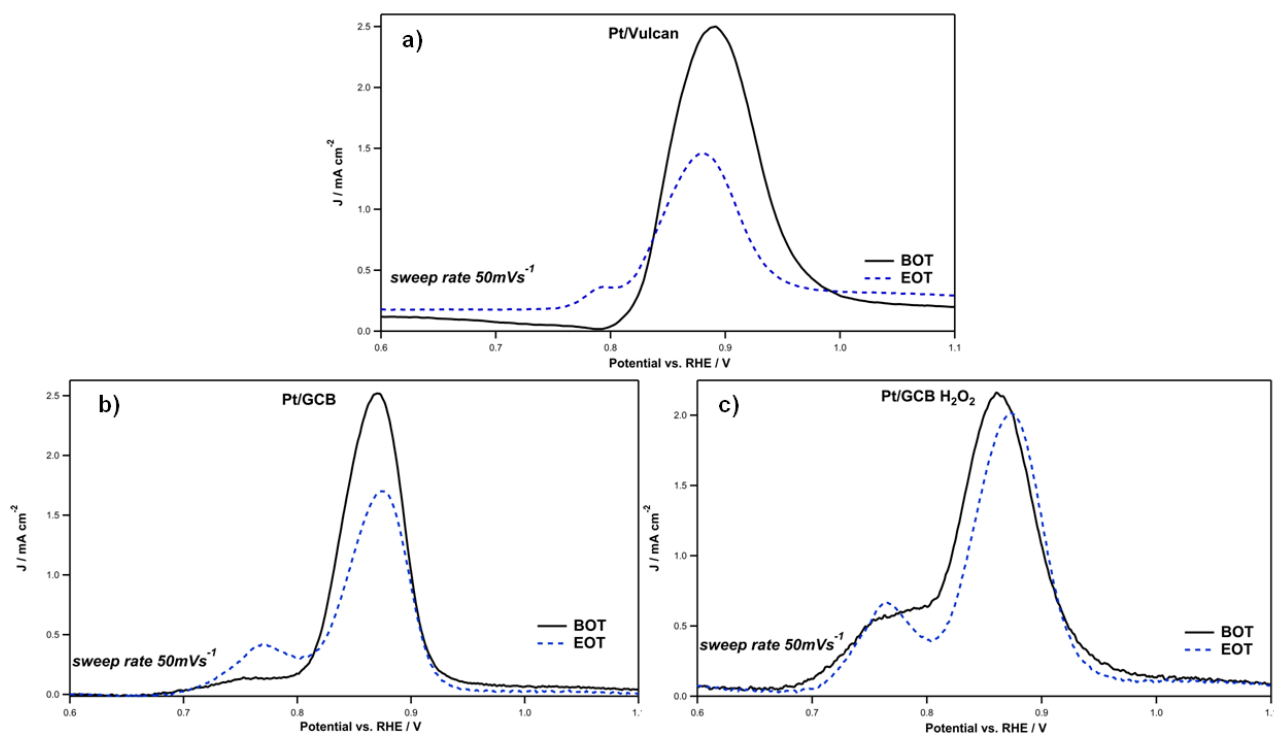 a)
Pt/Vulcan
2.5
2.0
1.5
1.0
0.5
0.0
J / mA cm⁻²
sweep rate 50mVs⁻¹
BOT
EOT
0.6 0.7 0.8 0.9 1.0 1.1
Potential vs. RHE / V
b)
Pt/GCB
2.5
2.0
1.5
1.0
0.5
0.0
J / mA cm⁻²
sweep rate 50mVs⁻¹
BOT
EOT
0.6 0.7 0.8 0.9 1.0
Potential vs. RHE / V
c)
Pt/GCB H₂O₂
2.0
1.5
1.0
0.5
0.0
J / mA cm⁻²
sweep rate 50mVs⁻¹
BOT
EOT
0.6 0.7 0.8 0.9 1.0
Potential vs. RHE / V